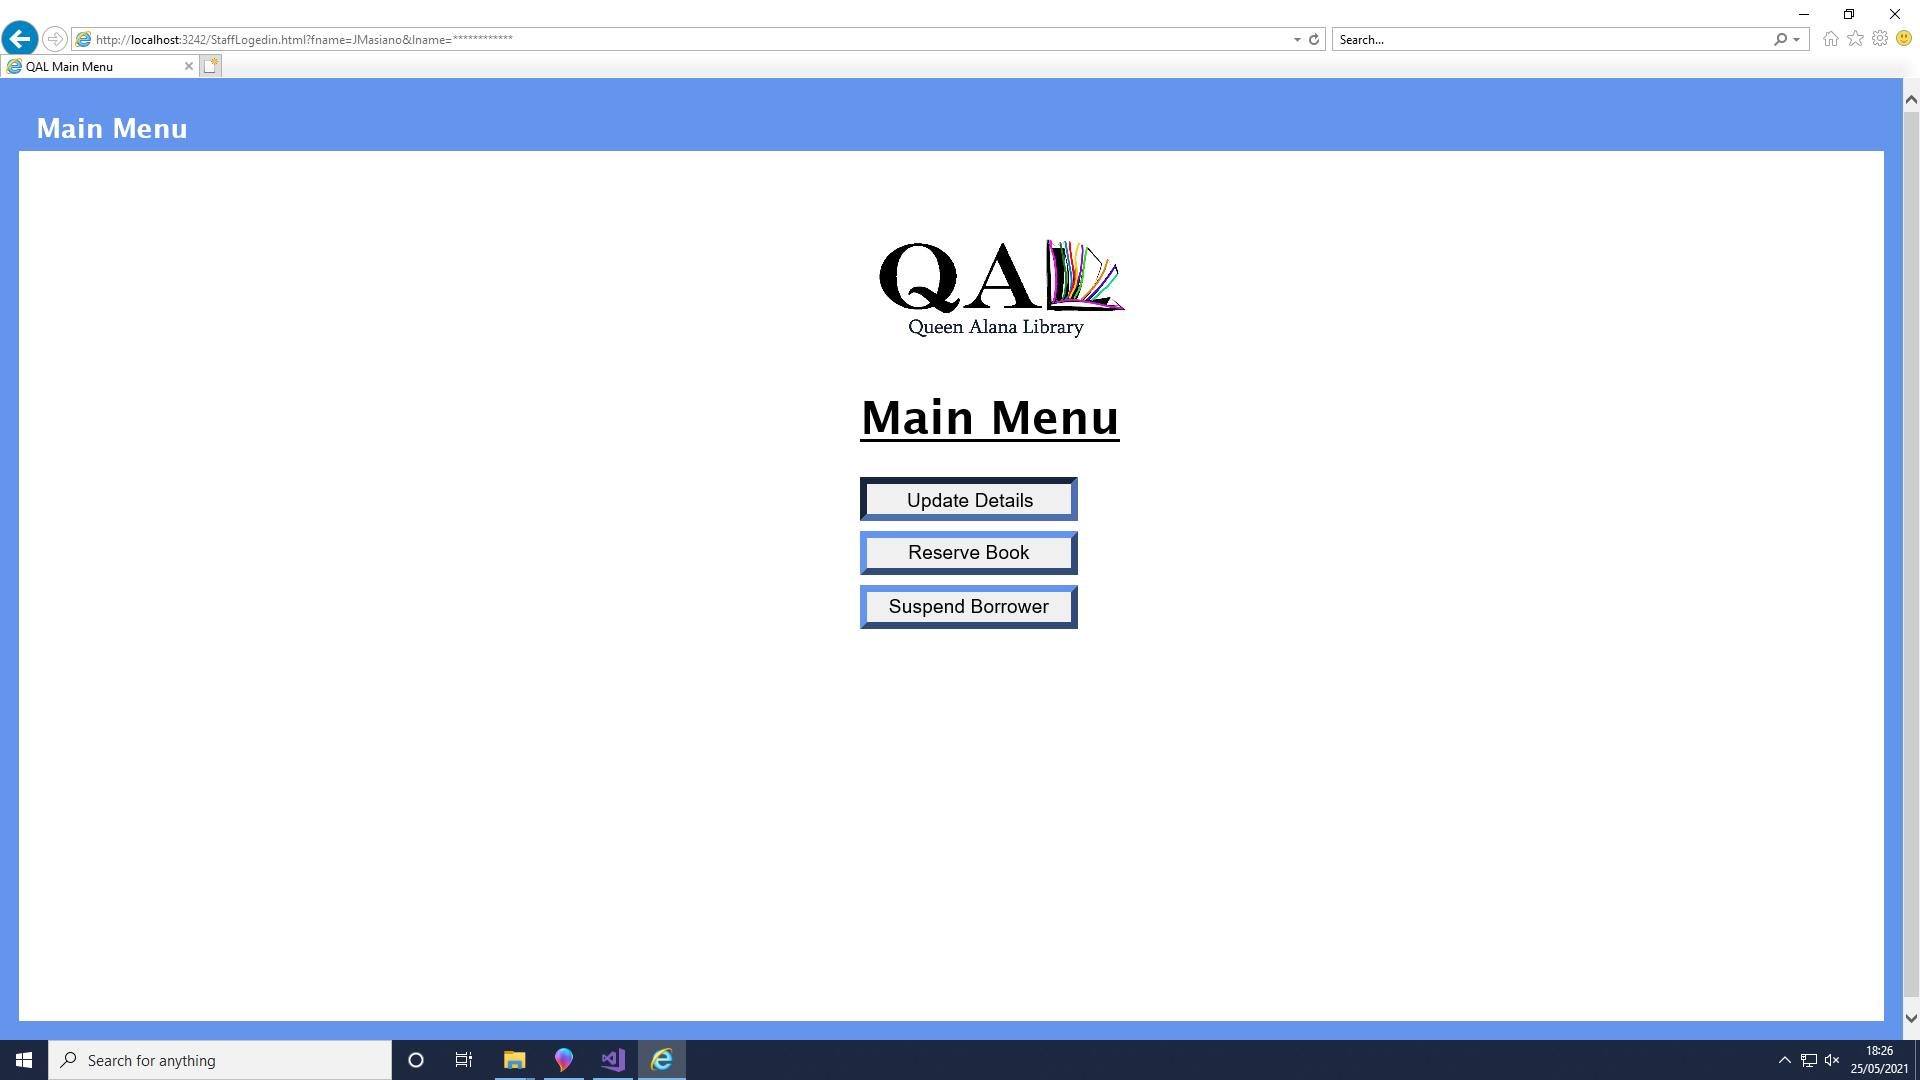 http://localhost:3242/StaffLogedin.html?fname=JMasiano&lname=************
Search...
QAL Main Menu
Main Menu
QAL
Queen Alana Library
Main Menu
Update Details
Reserve Book
Suspend Borrower
Search for anything
18:26
25/05/2021